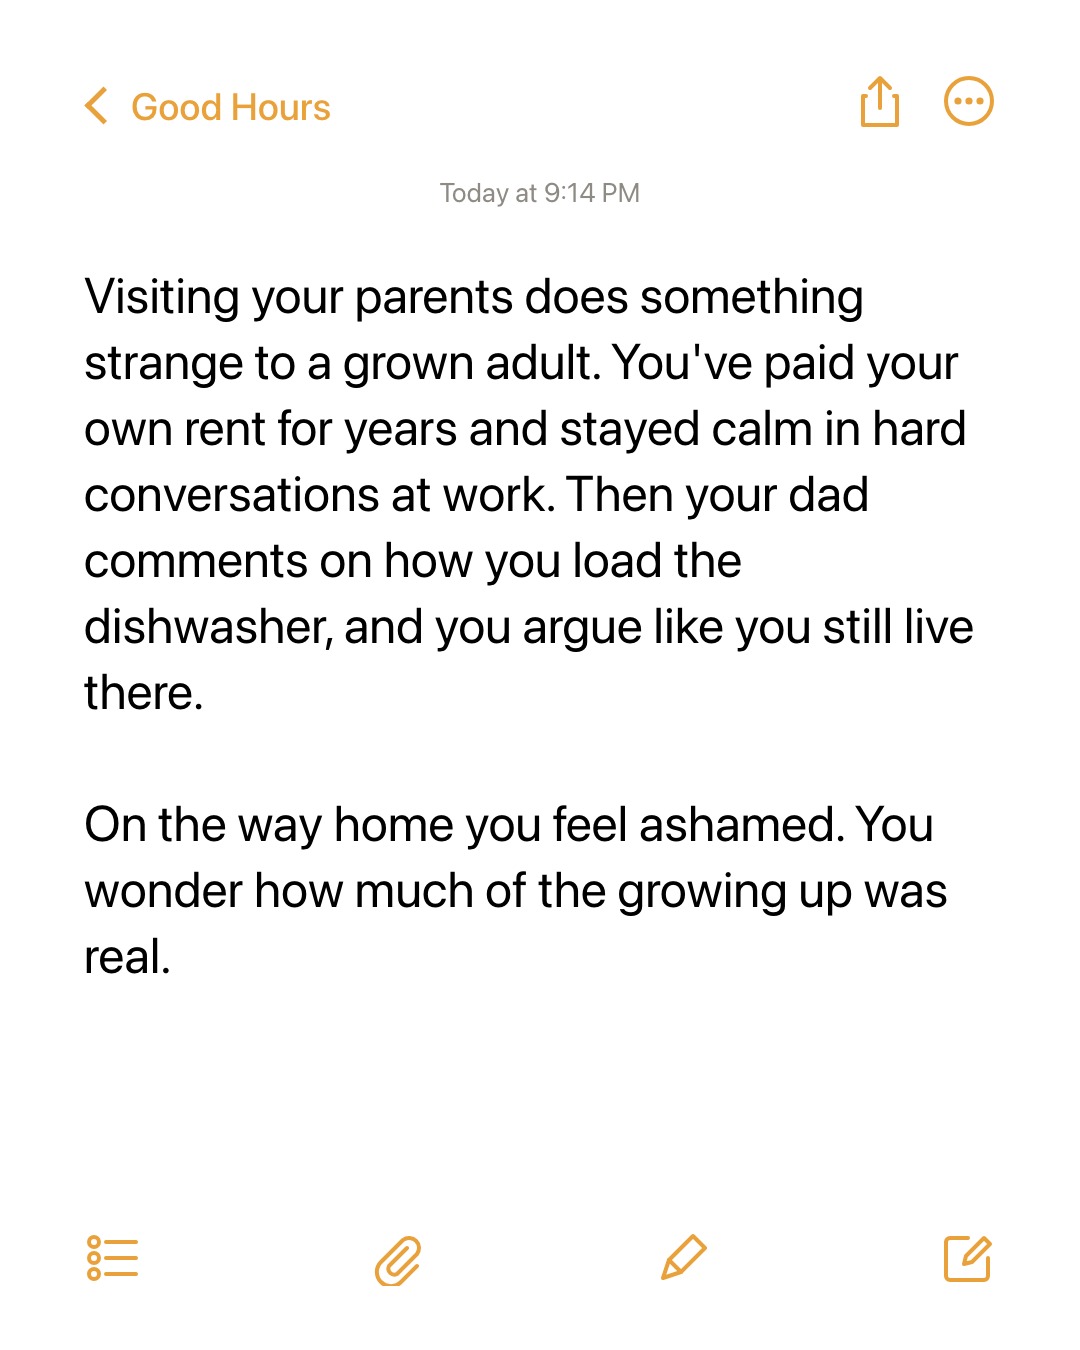 Good Hours
Today at 9:14 PM
Visiting your parents does something
strange to a grown adult. You've paid your
own rent for years and stayed calm in hard
conversations at work. Then your dad
comments on how you load the
dishwasher, and you argue like you still live
there.
On the way home you feel ashamed. You
wonder how much of the growing up was
real.